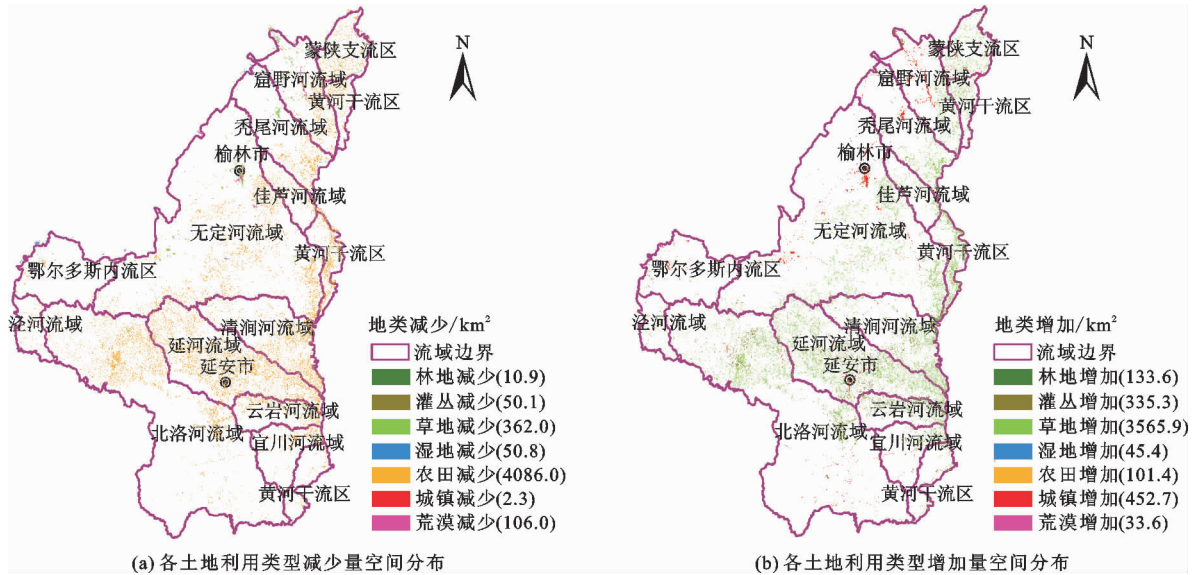 N
蒙陕支流区
窟野河流域
黄河干流区
秃尾河流域
榆林市
佳芦河流域
无定河流域
黄河干流区
鄂尔多斯内流区
泾河流域
清涧河流域
延河流域
延安市
云岩河流域
北洛河流域
宜川河流域
黄河干流区
地类减少/km²
流域边界
林地减少(10.9)
灌丛减少(50.1)
草地减少(362.0)
湿地减少(50.8)
农田减少(4086.0)
城镇减少(2.3)
荒漠减少(106.0)
(a) 各土地利用类型减少量空间分布
N
蒙陕支流区
窟野河流域
黄河干流区
秃尾河流域
榆林市
佳芦河流域
无定河流域
黄河干流区
鄂尔多斯内流区
泾河流域
清涧河流域
延河流域
延安市
云岩河流域
北洛河流域
宜川河流域
黄河干流区
地类增加/km²
流域边界
林地增加(133.6)
灌丛增加(335.3)
草地增加(3565.9)
湿地增加(45.4)
农田增加(101.4)
城镇增加(452.7)
荒漠增加(33.6)
(b) 各土地利用类型增加量空间分布